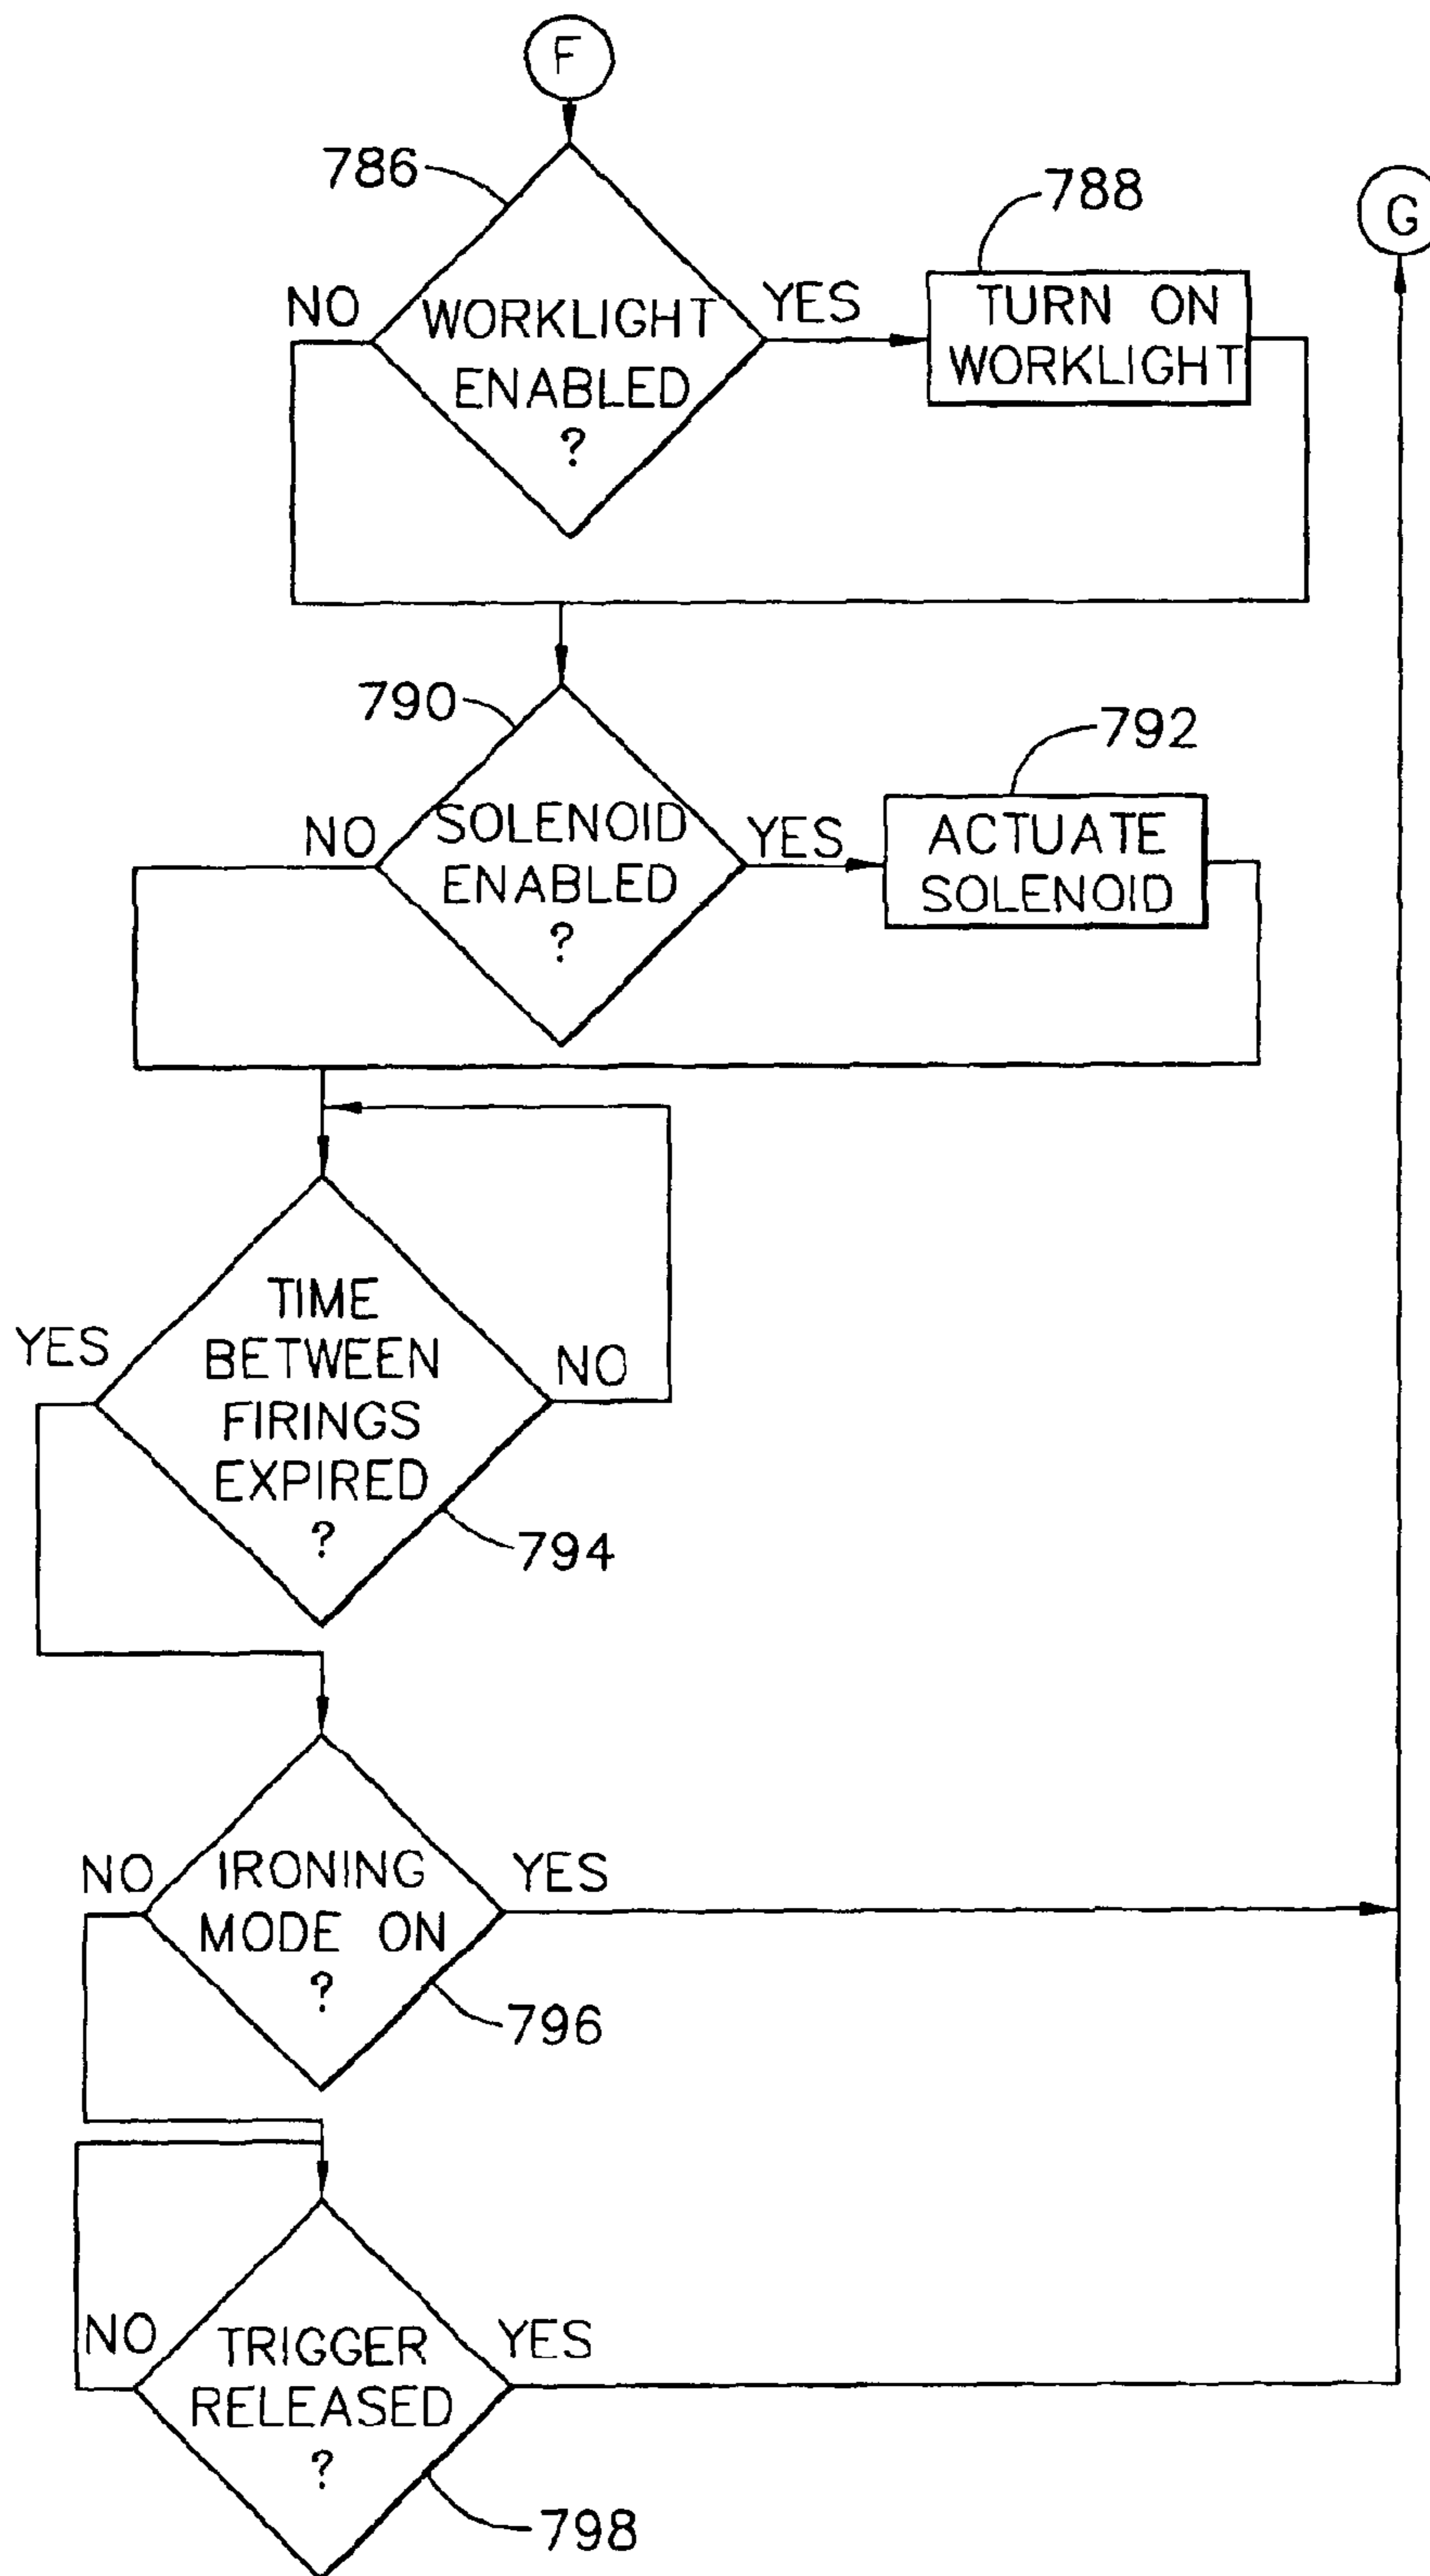 F
786
788
G
NO
WORKLIGHT
ENABLED
?
YES
TURN ON
WORKLIGHT
790
792
NO
SOLENOID
ENABLED
?
YES
ACTUATE
SOLENOID
YES
TIME
BETWEEN
FIRINGS
EXPIRED
?
NO
794
NO
IRONING
MODE ON
?
YES
796
NO
TRIGGER
RELEASED
?
YES
798